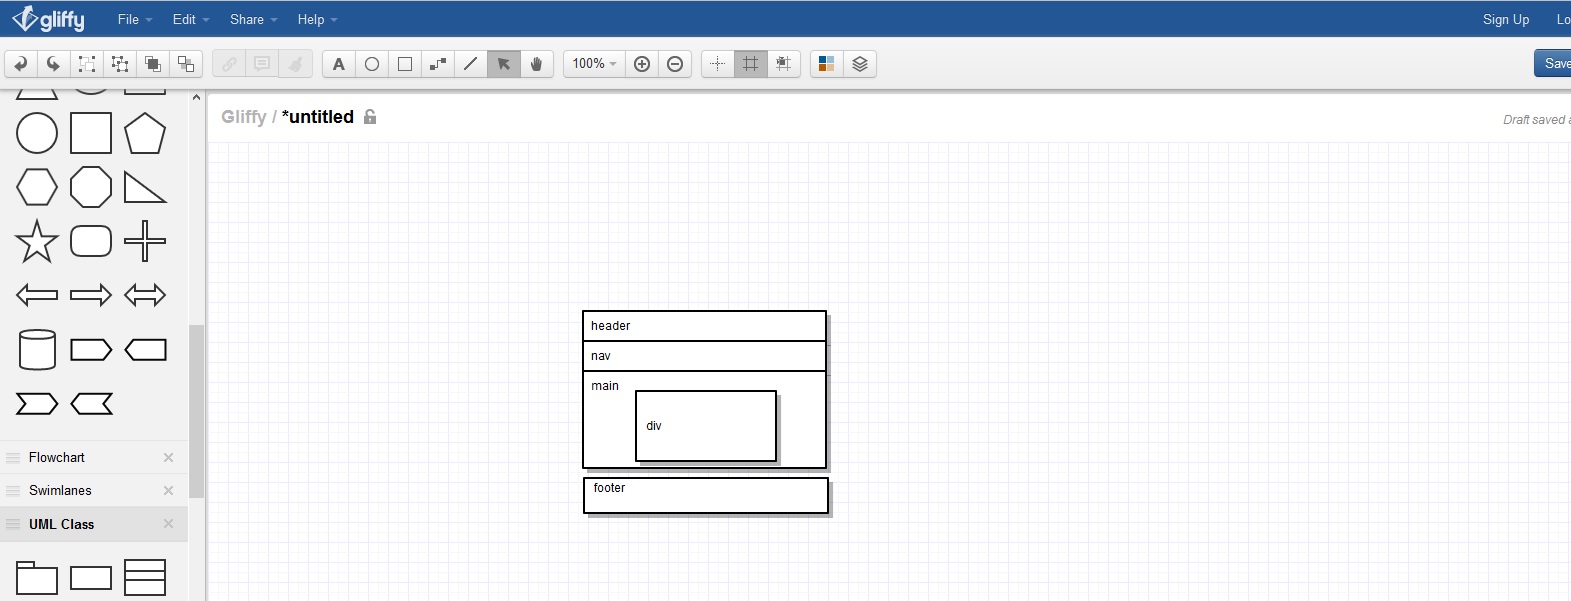 gliffy File Edit Share Help Sign Up Lo
A 100% Save
Gliffy / *untitled
Draft saved a
header
nav
main
div
footer
Flowchart
Swimlanes
UML Class